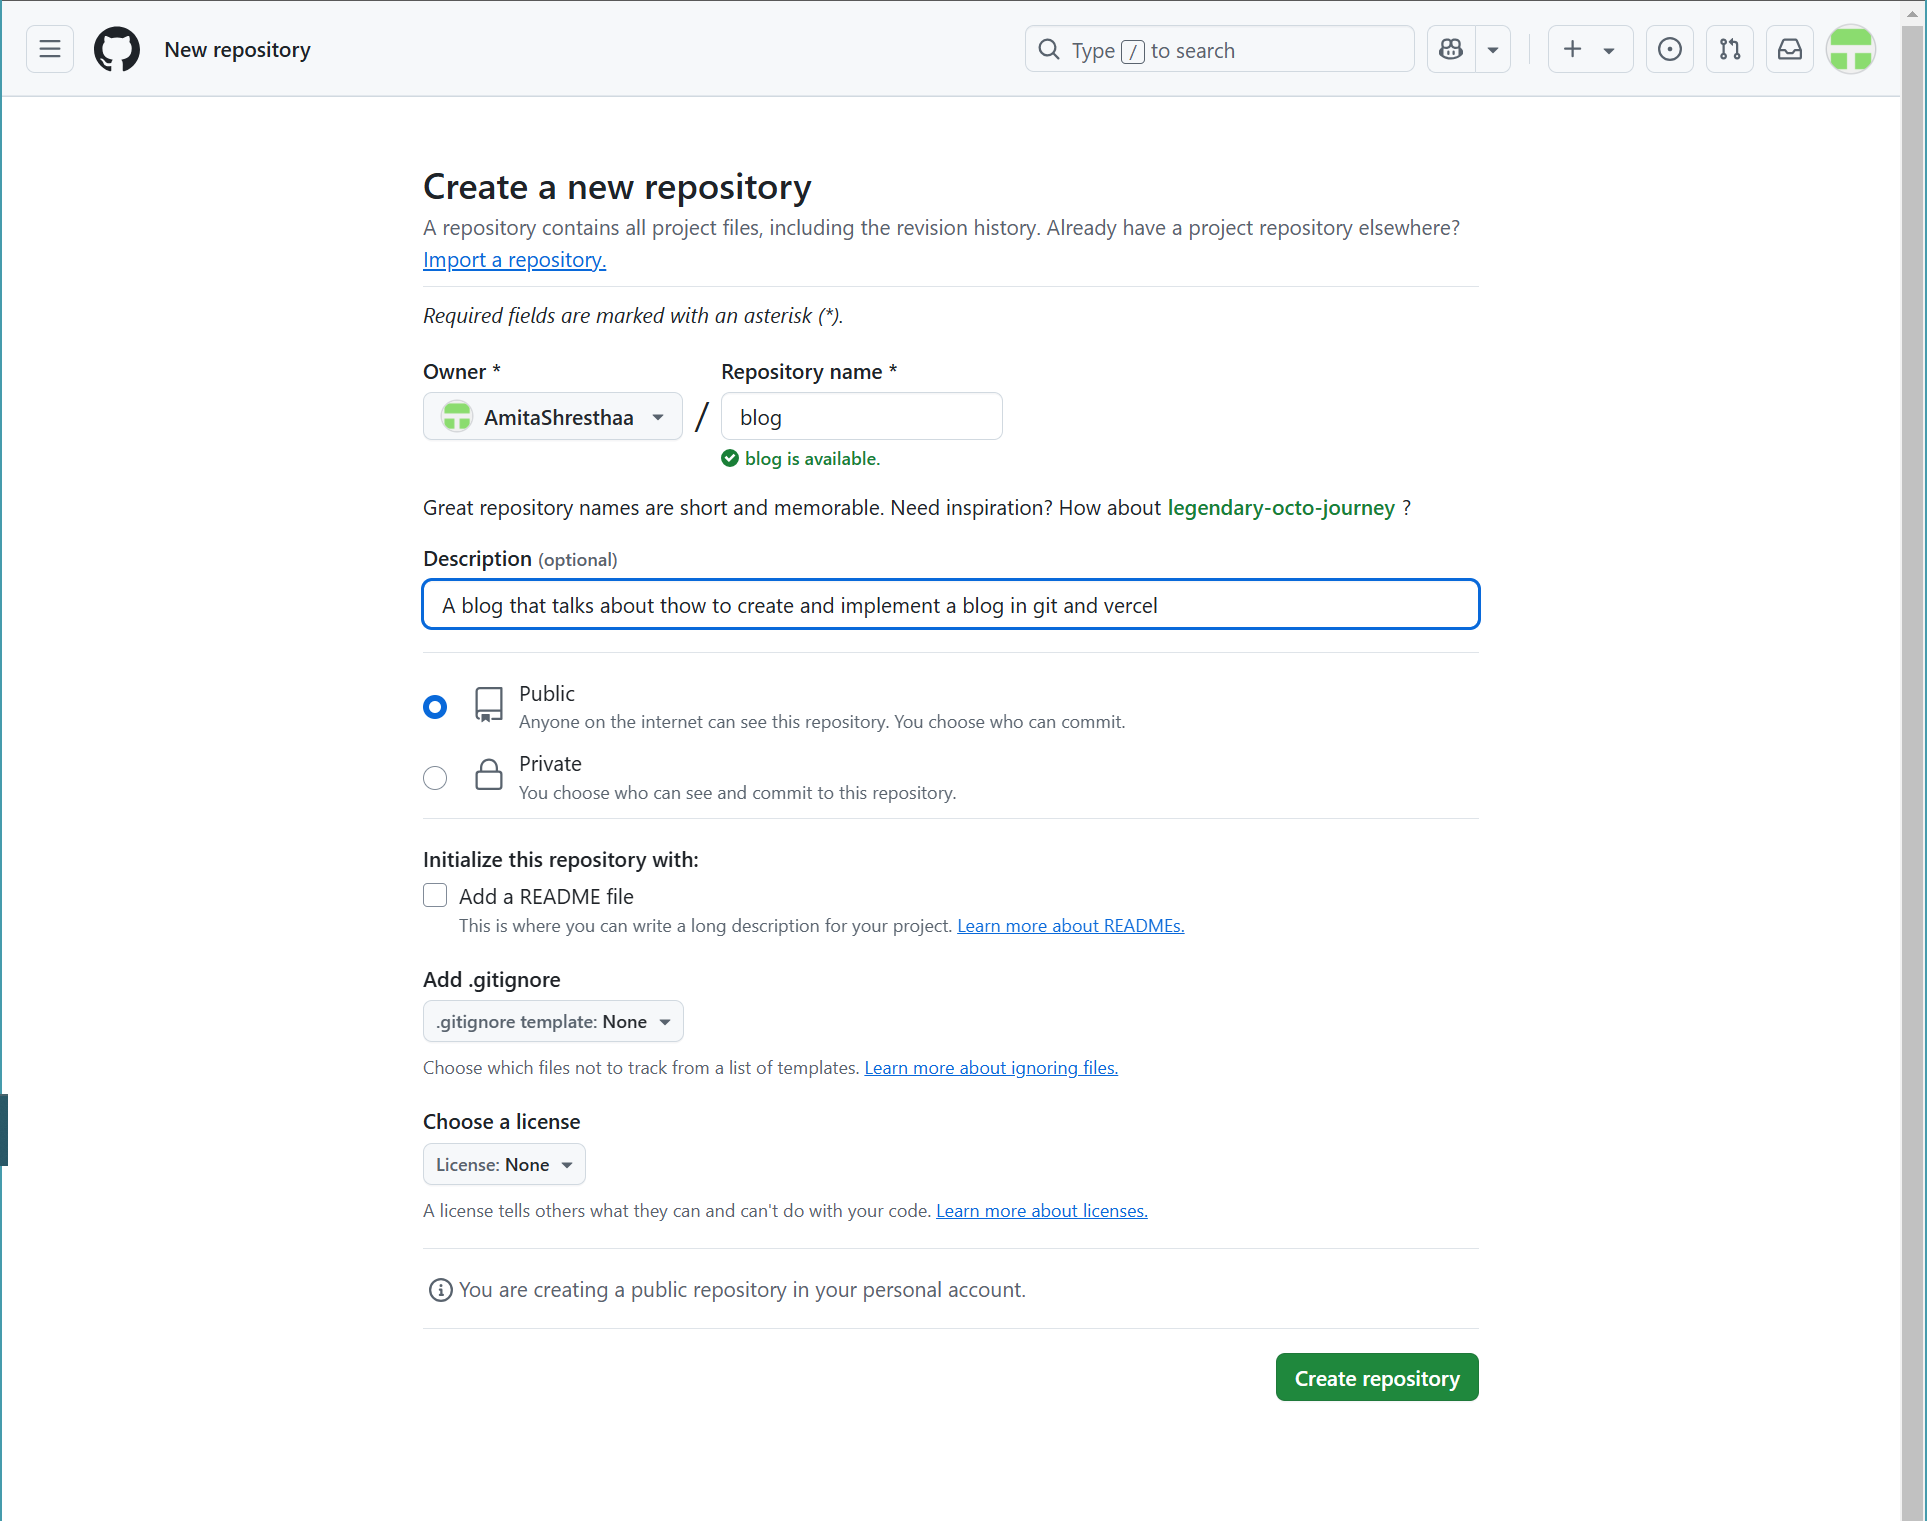 New repository
Type / to search
Create a new repository
A repository contains all project files, including the revision history. Already have a project repository elsewhere?
Import a repository.
Required fields are marked with an asterisk (*).
Owner * Repository name *
AmitaShresthaa / blog
blog is available.
Great repository names are short and memorable. Need inspiration? How about legendary-octo-journey ?
Description (optional)
A blog that talks about thow to create and implement a blog in git and vercel
Public
Anyone on the internet can see this repository. You choose who can commit.
Private
You choose who can see and commit to this repository.
Initialize this repository with:
Add a README file
This is where you can write a long description for your project. Learn more about READMEs.
Add .gitignore
.gitignore template: None
Choose which files not to track from a list of templates. Learn more about ignoring files.
Choose a license
License: None
A license tells others what they can and can't do with your code. Learn more about licenses.
You are creating a public repository in your personal account.
Create repository